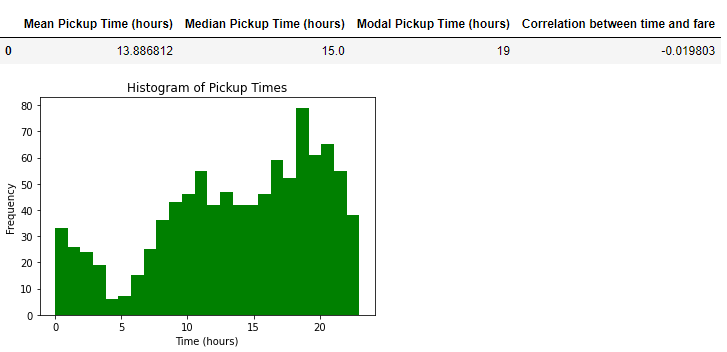 Mean Pickup Time (hours) Median Pickup Time (hours) Modal Pickup Time (hours) Correlation between time and fare
0 13.886812 15.0 19 -0.019803
Histogram of Pickup Times
80
70
60
50
40
30
20
10
0
Frequency
0 5 10 15 20
Time (hours)